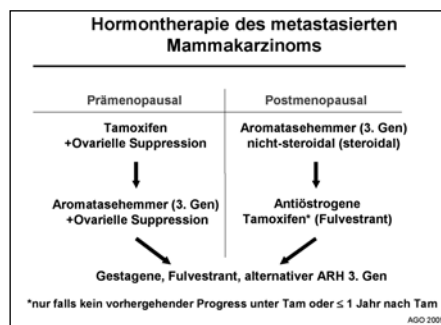 Hormontherapie des metastasierten
Mammakarzinoms
Prämenopausal
Postmenopausal
Tamoxifen
+Ovarielle Suppression
Aromatasehemmer (3. Gen)
nicht-steroidal (steroidal)
Aromatasehemmer (3. Gen)
+Ovarielle Suppression
Antiöstrogene
Tamoxifen* (Fulvestrant)
Gestagene, Fulvestrant, alternativer ARH 3. Gen
*nur falls kein vorhergehender Progress unter Tam oder ≤ 1 Jahr nach Tam
AGO